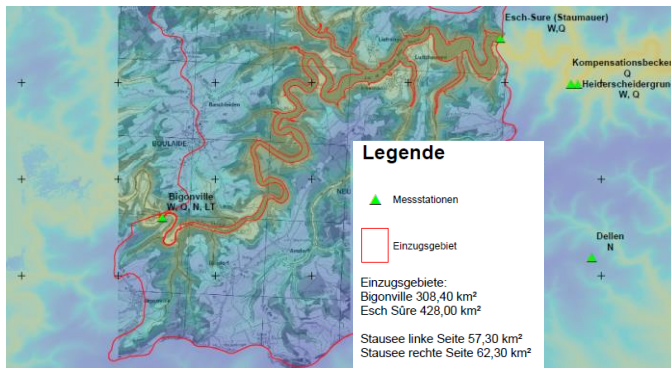 Esch-Sure (Staumauer)
W,Q
Kompensationsbecken
Q
Heiderscheidergrund
W, Q
BOULAIDE
Bigonville
W, Q, N, LT
Dellen
N
Legende
Messstationen
Einzugsgebiet
Einzugsgebiete:
Bigonville 308,40 km²
Esch Sûre 428,00 km²
Stausee linke Seite 57,30 km²
Stausee rechte Seite 62,30 km²